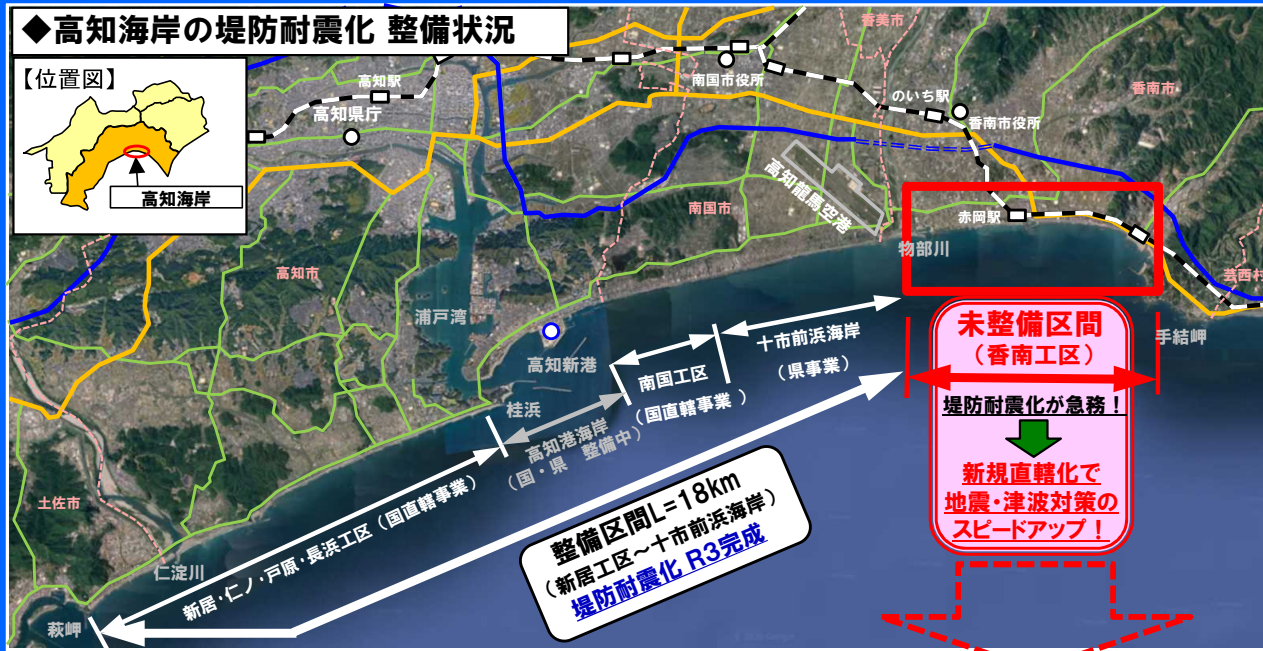 ◆高知海岸の堤防耐震化 整備状況
【位置図】
高知海岸
高知駅
高知県庁
南国市役所
香美市
のいち駅
香南市役所
香南市
高知龍馬空港
南国市
赤岡駅
物部川
芸西村
手結岬
高知市
浦戸湾
高知新港
桂浜
土佐市
仁淀川
萩岬
十市前浜海岸
（県事業）
南国工区
（国直轄事業）
高知港海岸
（国・県 整備中）
新居・仁ノ・戸原・長浜工区（国直轄事業）
整備区間L=18km
（新居工区～十市前浜海岸）
堤防耐震化 R3完成
未整備区間
（香南工区）
堤防耐震化が急務！
新規直轄化で
地震・津波対策の
スピードアップ！